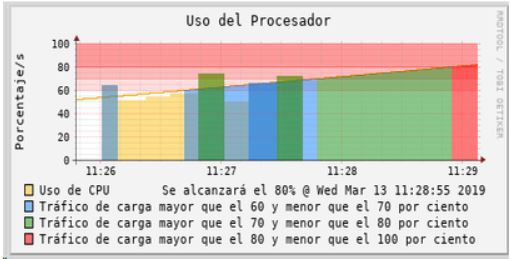 Uso del Procesador
RRDTOOL / TOBI OETIKER
Porcentaje/s
100
80
60
40
20
0
11:26 11:27 11:28 11:29
Uso de CPU Se alcanzará el 80% @ Wed Mar 13 11:28:55 2019
Tráfico de carga mayor que el 60 y menor que el 70 por ciento
Tráfico de carga mayor que el 70 y menor que el 80 por ciento
Tráfico de carga mayor que el 80 y menor que el 100 por ciento